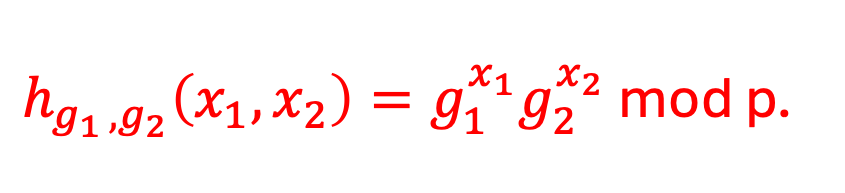 h_{g_1,g_2}(x_1, x_2) = g_1^{x_1} g_2^{x_2} mod p.